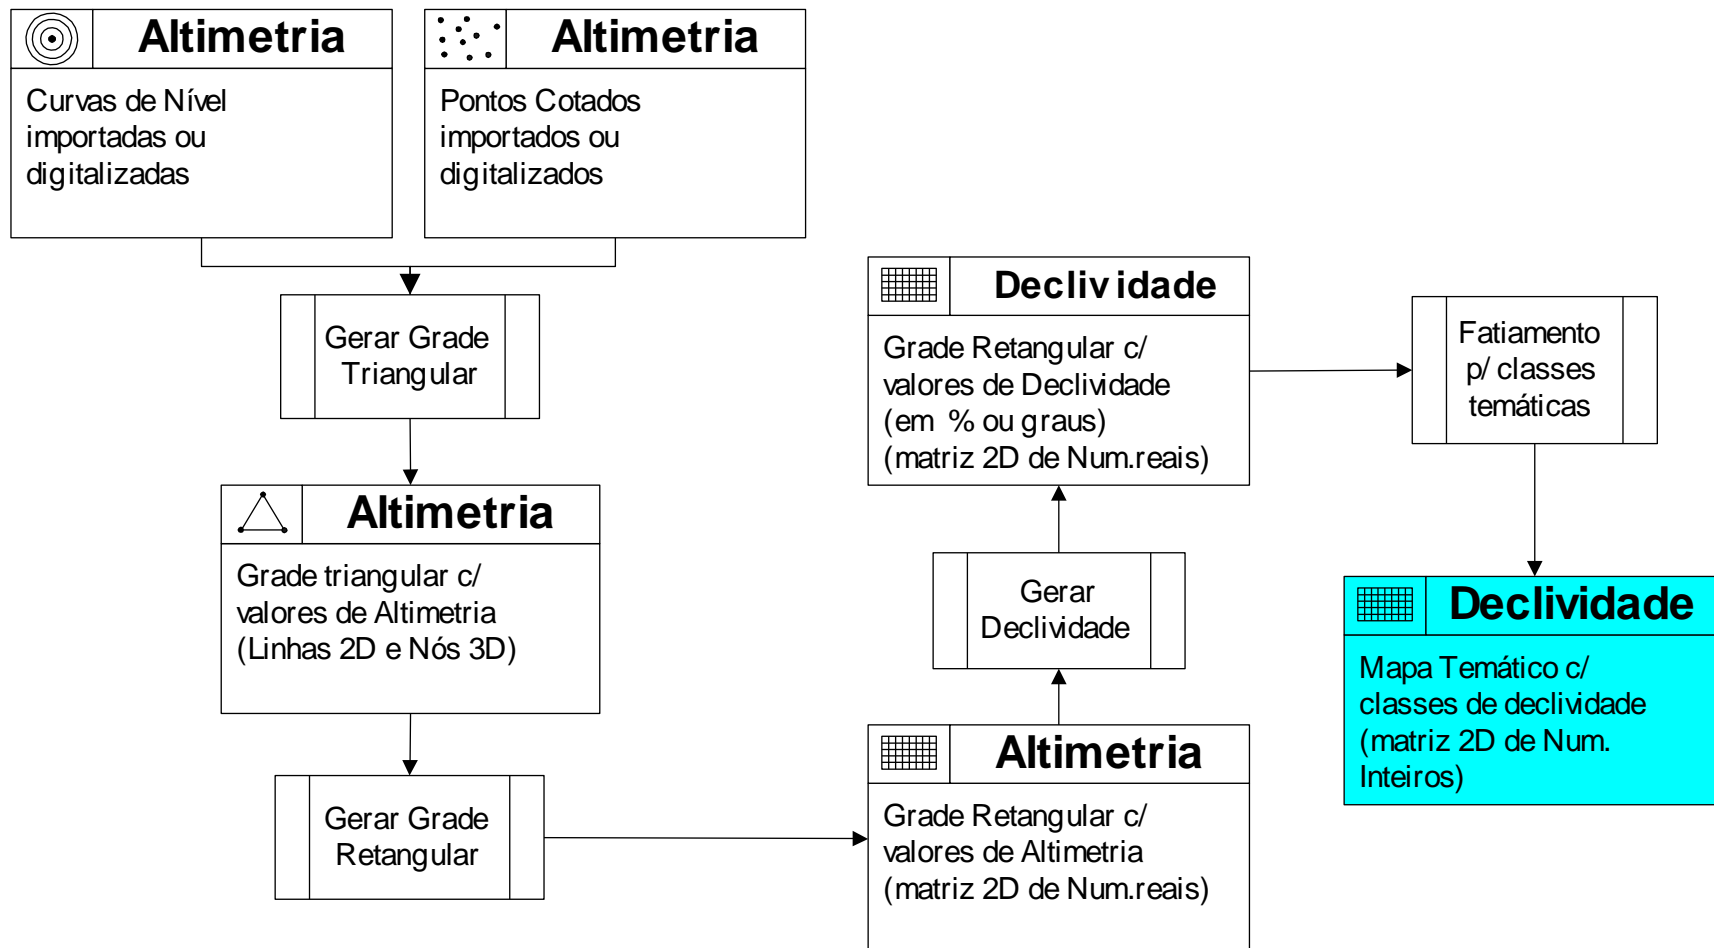 Altimetria
Curvas de Nível
importadas ou
digitalizadas
Altimetria
Pontos Cotados
importados ou
digitalizados
Gerar Grade
Triangular
Altimetria
Grade triangular c/
valores de Altimetria
(Linhas 2D e Nós 3D)
Gerar Grade
Retangular
Altimetria
Grade Retangular c/
valores de Altimetria
(matriz 2D de Num.reais)
Gerar
Declividade
Declividade
Grade Retangular c/
valores de Declividade
(em % ou graus)
(matriz 2D de Num.reais)
Fatiamento
p/ classes
temáticas
Declividade
Mapa Temático c/
classes de declividade
(matriz 2D de Num.
Inteiros)